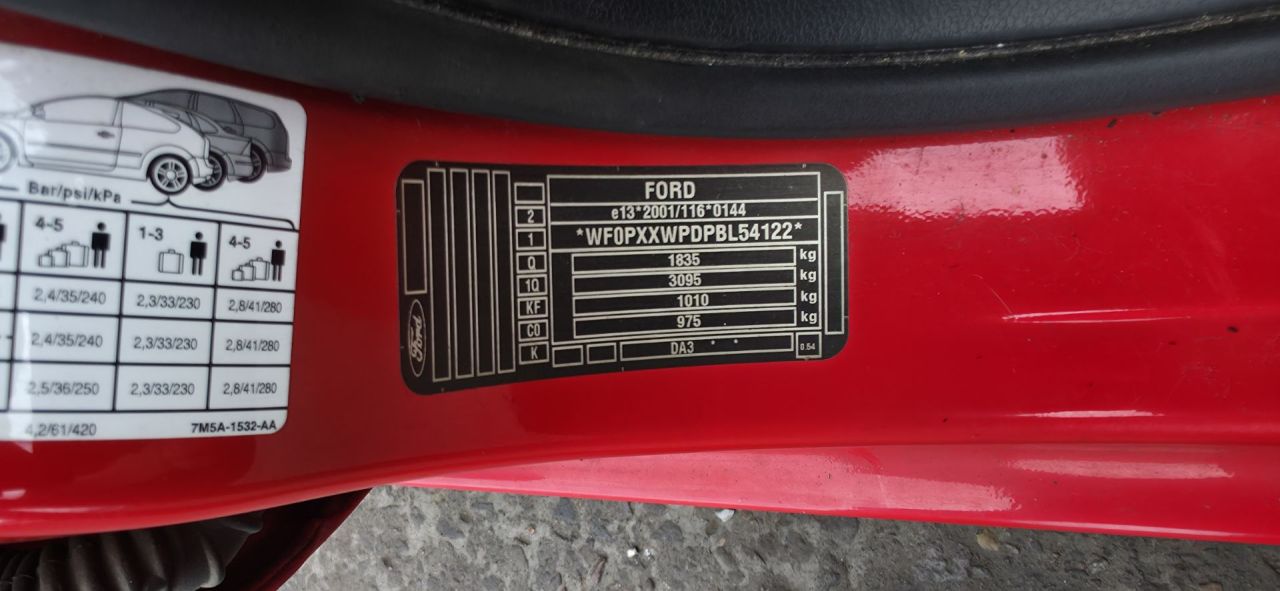 Bar/psi/kPa
4-5 1-3 4-5
2,4/35/240 2,3/33/230 2,8/41/280
2,4/35/240 2,3/33/230 2,8/41/280
2,5/36/250 2,3/33/230 2,8/41/280
4,2/61/420 7M5A-1532-AA
Ford
FORD
2 e13*2001/116*0144
1 *WF0PXXWPDPBL54122*
Q 1835 kg
1Q 3095 kg
KF 1010 kg
CO 975 kg
K DA3 0.54